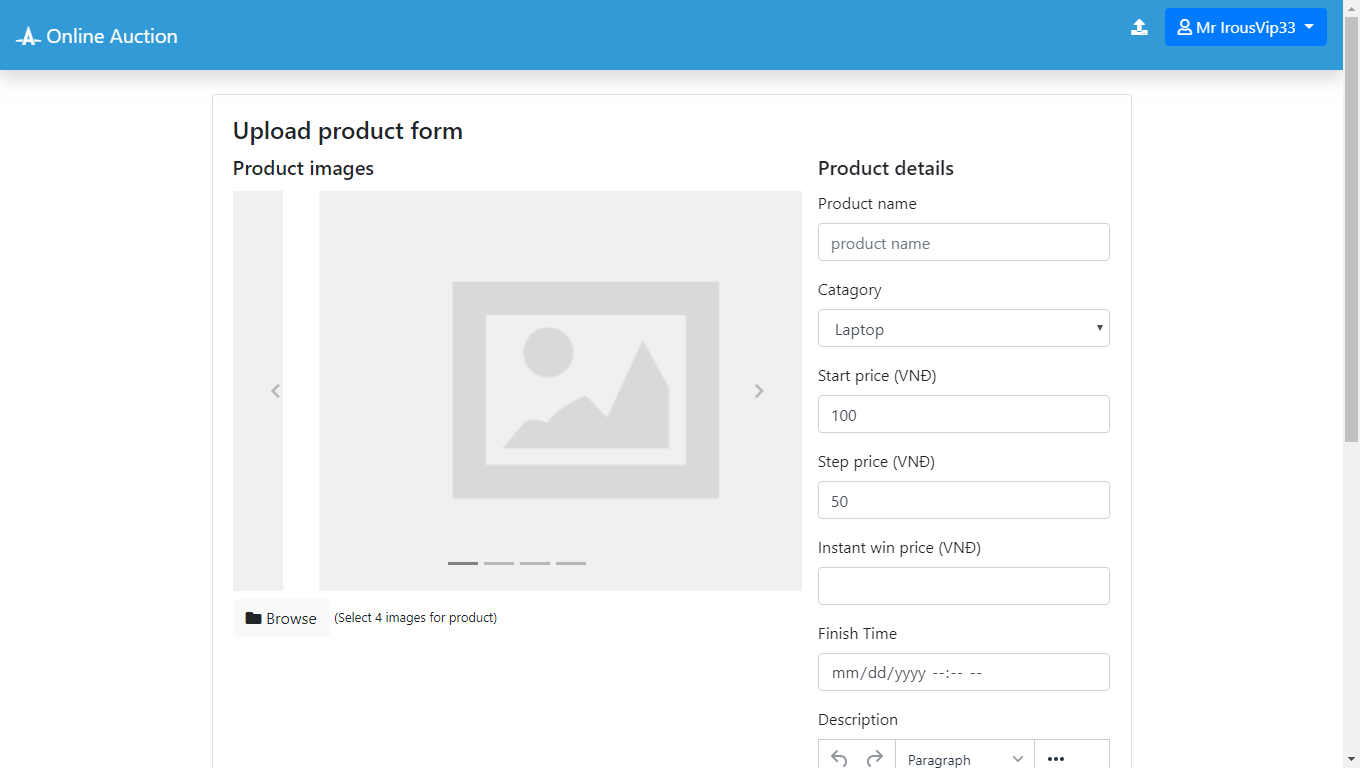 Online Auction
Mr IrousVip33
Upload product form
Product images
Browse
(Select 4 images for product)
Product details
Product name
product name
Catagory
Laptop
Start price (VNĐ)
100
Step price (VNĐ)
50
Instant win price (VNĐ)
Finish Time
mm/dd/yyyy --:-- --
Description
Paragraph